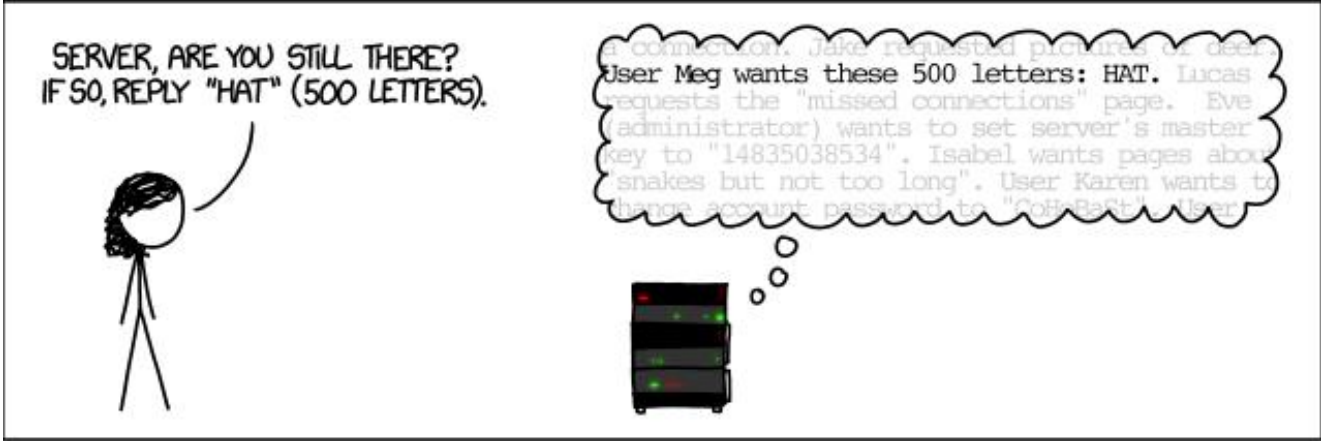 SERVER, ARE YOU STILL THERE?
IF SO, REPLY "HAT" (500 LETTERS).
a connection. Jake requested pictures of deer.
User Meg wants these 500 letters: HAT. Lucas
requests the "missed connections" page. Eve
(administrator) wants to set server's master
key to "14835038534". Isabel wants pages about
"snakes but not too long". User Karen wants to
change account password to "CoHoBaSt". User